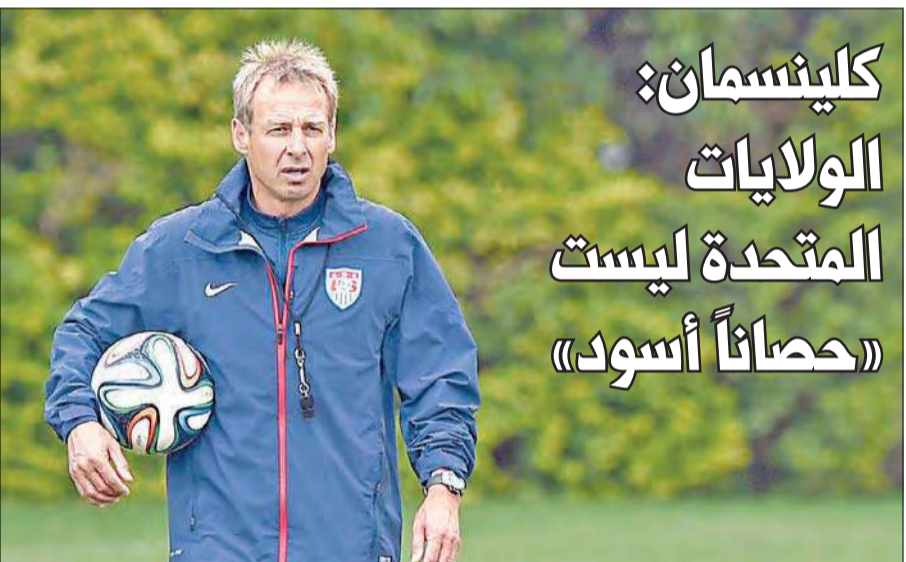 كلينسمان:
الولايات
المتحدة ليست
«حصاناً أسود»